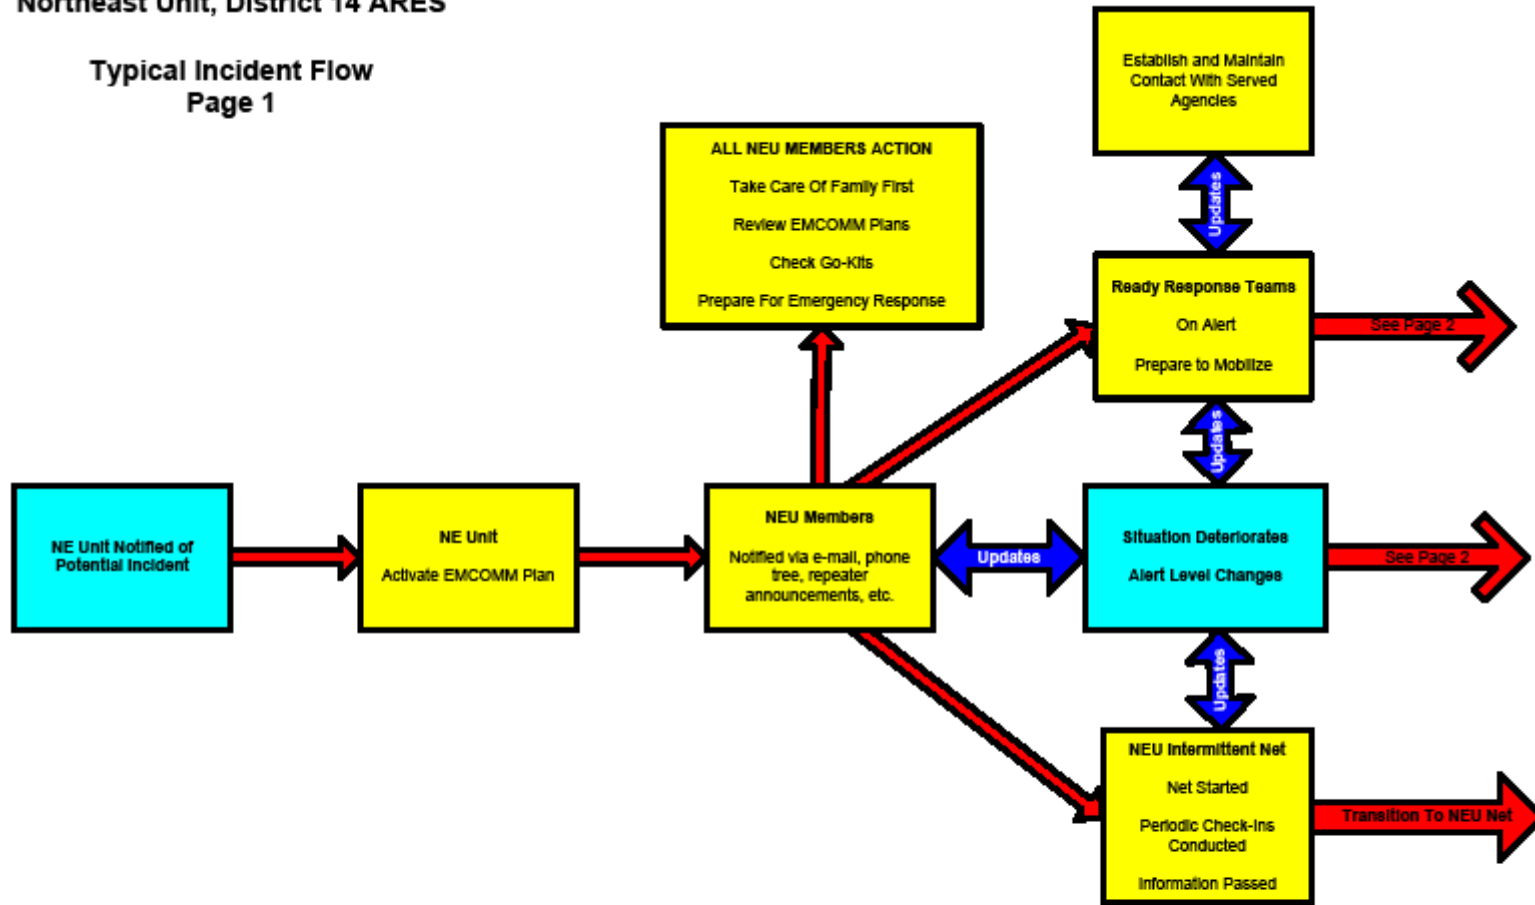 Northeast Unit, District 14 ARES
Typical Incident Flow
Page 1
Establish and Maintain
Contact With Served
Agencies
Updates
ALL NEU MEMBERS ACTION
Take Care Of Family First
Review EMCOMM Plans
Check Go-Kits
Prepare For Emergency Response
Ready Response Teams
On Alert
Prepare to Mobilize
See Page 2
Updates
NE Unit Notified of
Potential Incident
NE Unit
Activate EMCOMM Plan
NEU Members
Notified via e-mail, phone
tree, repeater
announcements, etc.
Updates
Situation Deteriorates
Alert Level Changes
See Page 2
Updates
NEU Intermittent Net
Net Started
Periodic Check-Ins
Conducted
Information Passed
Transition To NEU Net